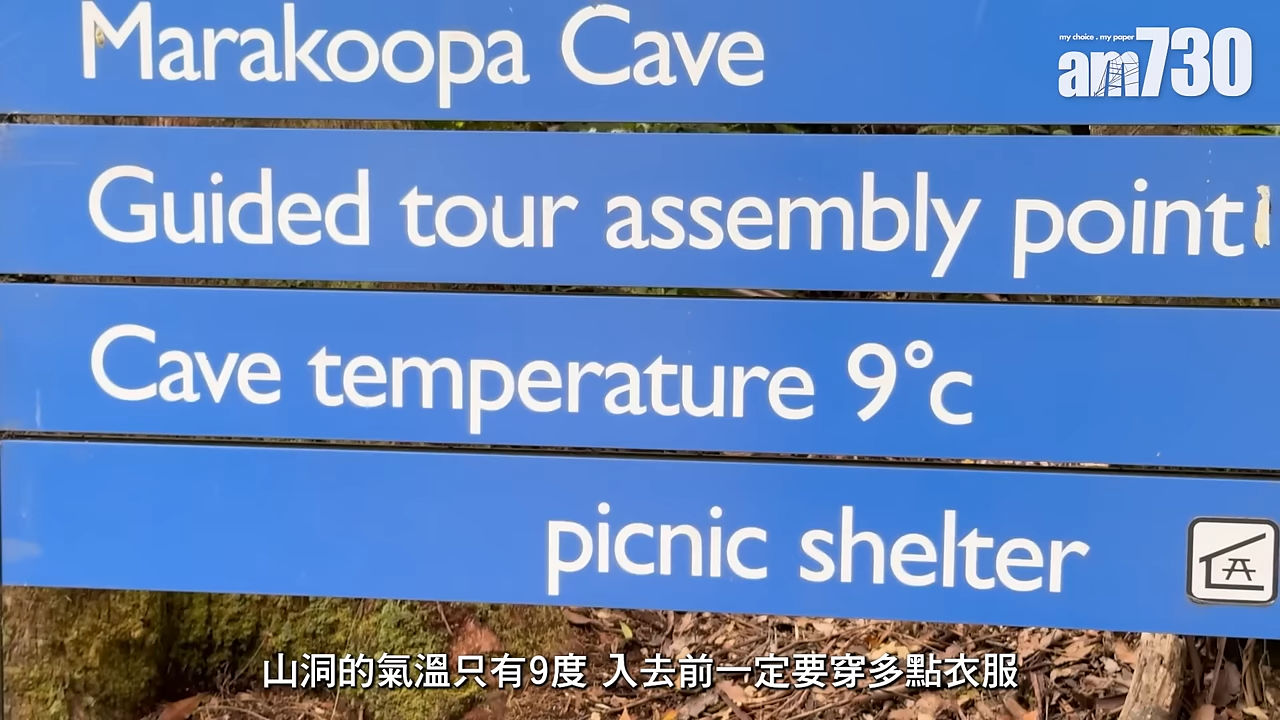 Marakoopa Cave
my choice . my paper
am730
Guided tour assembly point
Cave temperature 9°c
picnic shelter
山洞的氣溫只有9度 入去前一定要穿多點衣服